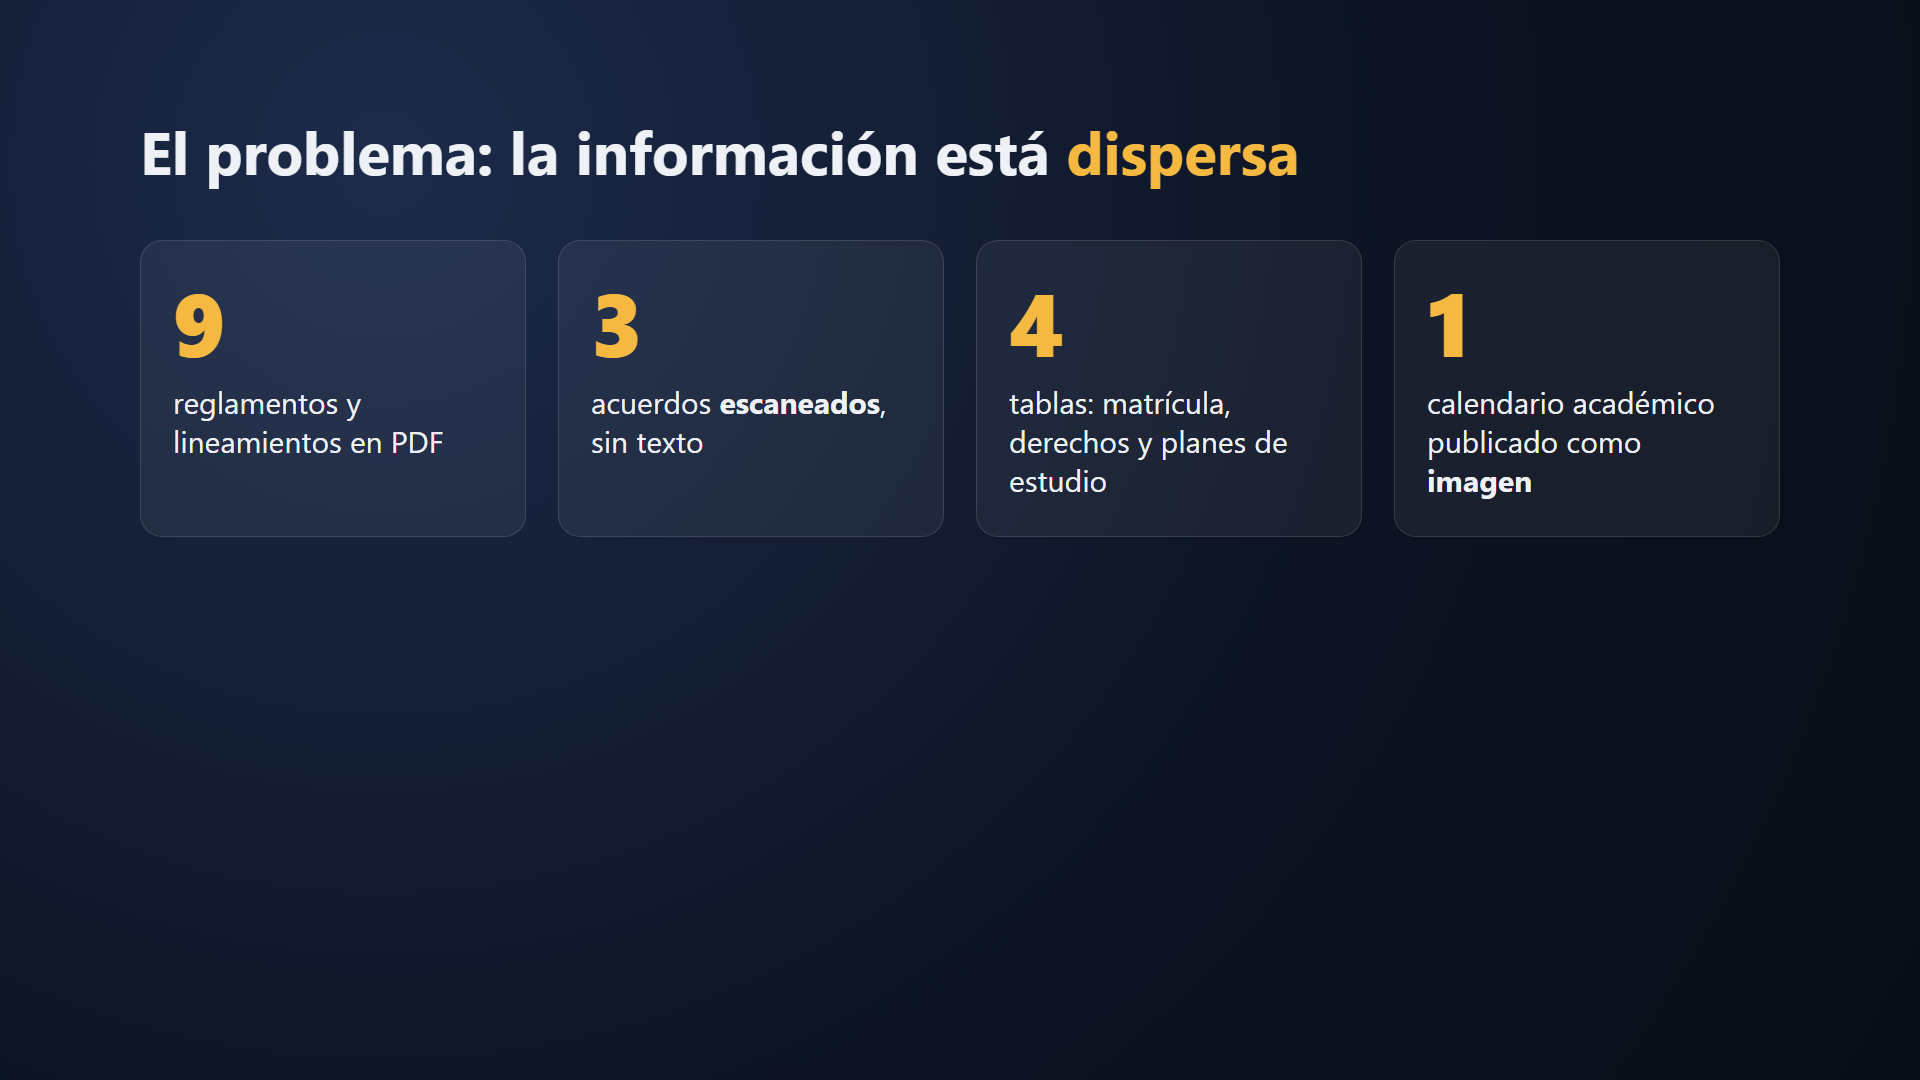 El problema: la información está dispersa
9
reglamentos y
lineamientos en PDF
3
acuerdos escaneados,
sin texto
4
tablas: matrícula,
derechos y planes de
estudio
1
calendario académico
publicado como
imagen